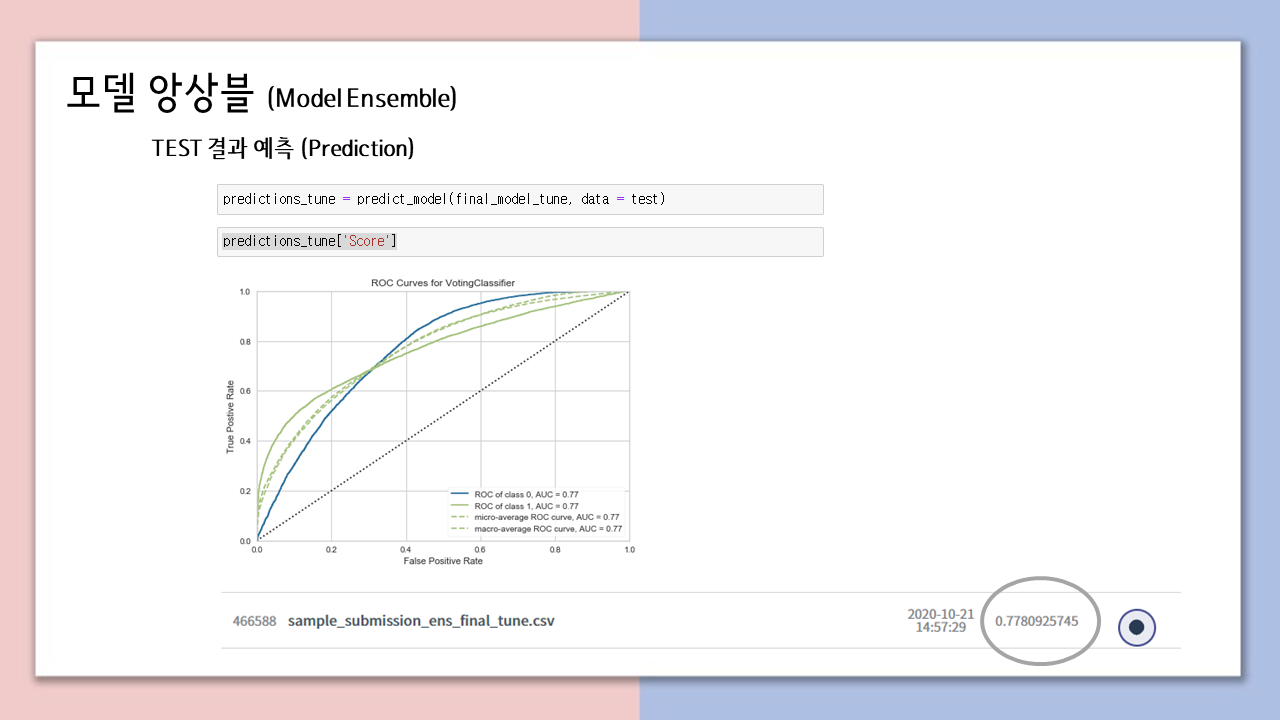 모델 앙상블 (Model Ensemble)
TEST 결과 예측 (Prediction)
predictions_tune = predict_model(final_model_tune, data = test)
predictions_tune['Score']
ROC Curves for VotingClassifier
1.0
0.8
0.6
0.4
0.2
0.0
True Postive Rate
ROC of class 0, AUC = 0.77
ROC of class 1, AUC = 0.77
micro-average ROC curve, AUC = 0.77
macro-average ROC curve, AUC = 0.77
0.0 0.2 0.4 0.6 0.8 1.0
False Positive Rate
466588 sample_submission_ens_final_tune.csv 2020-10-21 0.7780925745
14:57:29